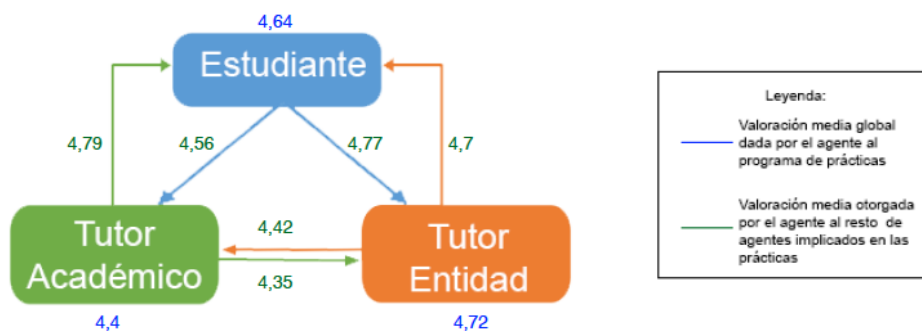 4,64
Estudiante
4,79
4,56
4,77
4,7
Tutor
Académico
4,42
4,35
Tutor
Entidad
4,4
4,72
Leyenda:
Valoración media global
dada por el agente al
programa de prácticas
Valoración media otorgada
por el agente al resto de
agentes implicados en las
prácticas